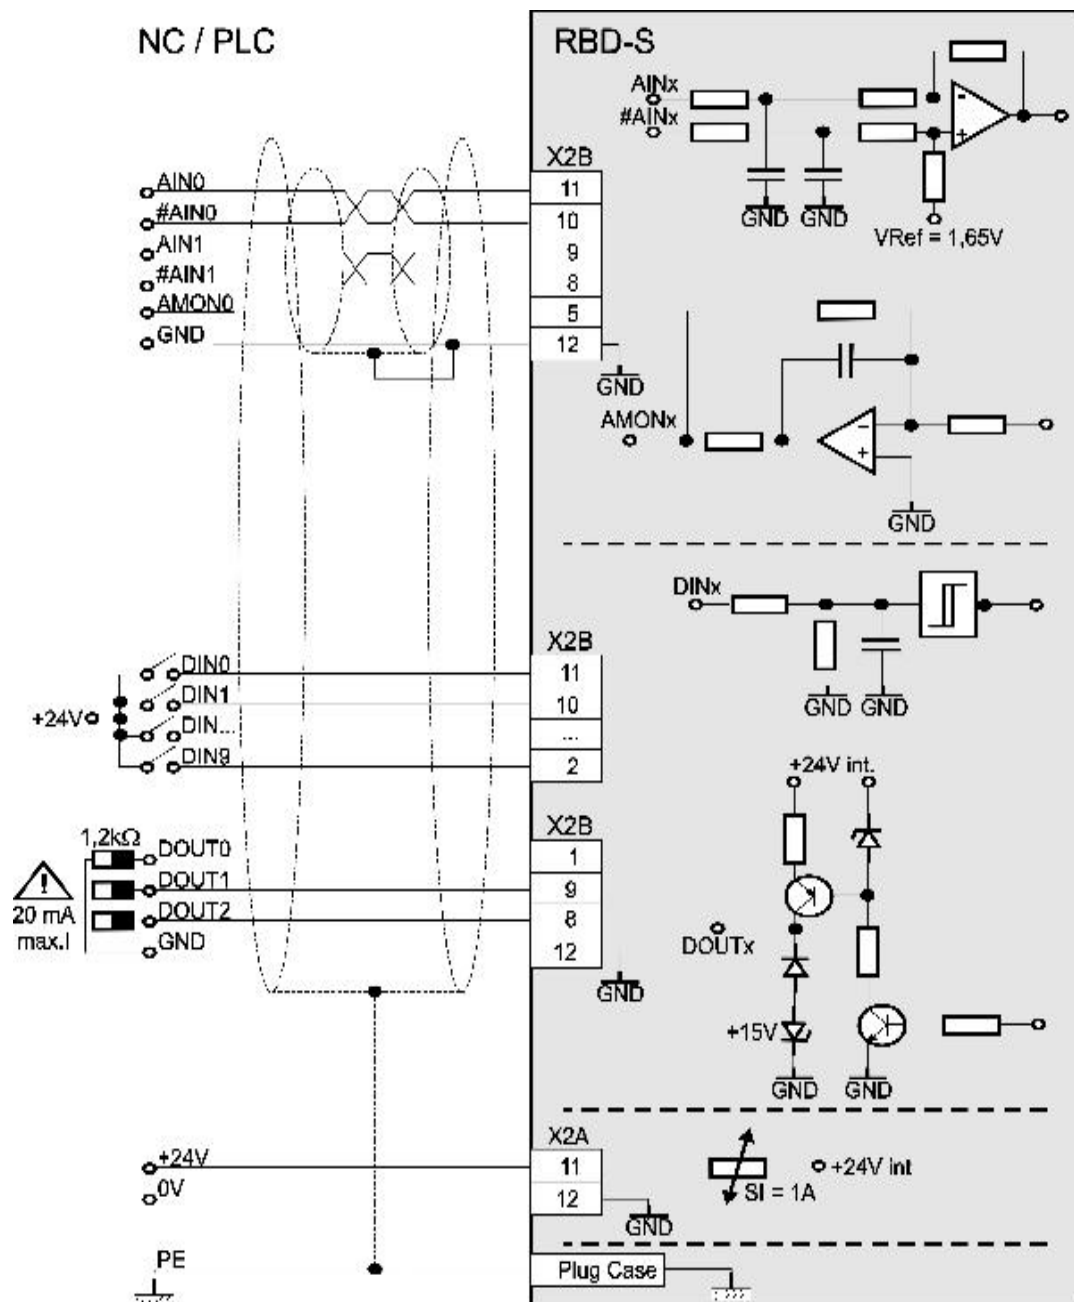 NC / PLC
RBD-S
AINx
#AINx
GND
GND
VRef = 1,65V
X2B
AIN0
11
#AIN0
10
AIN1
9
#AIN1
8
AMON0
5
GND
12
GND
AMONx
GND
DINx
GND
GND
X2B
DIN0
11
DIN1
10
+24V
DIN...
...
DIN9
2
+24V int.
X2B
1,2kΩ
DOUT0
1
DOUT1
9
DOUT2
8
GND
12
20 mA
max.I
!
GND
DOUTx
+15V
GND
GND
X2A
+24V
11
0V
12
GND
SI = 1A
+24V int
PE
Plug Case